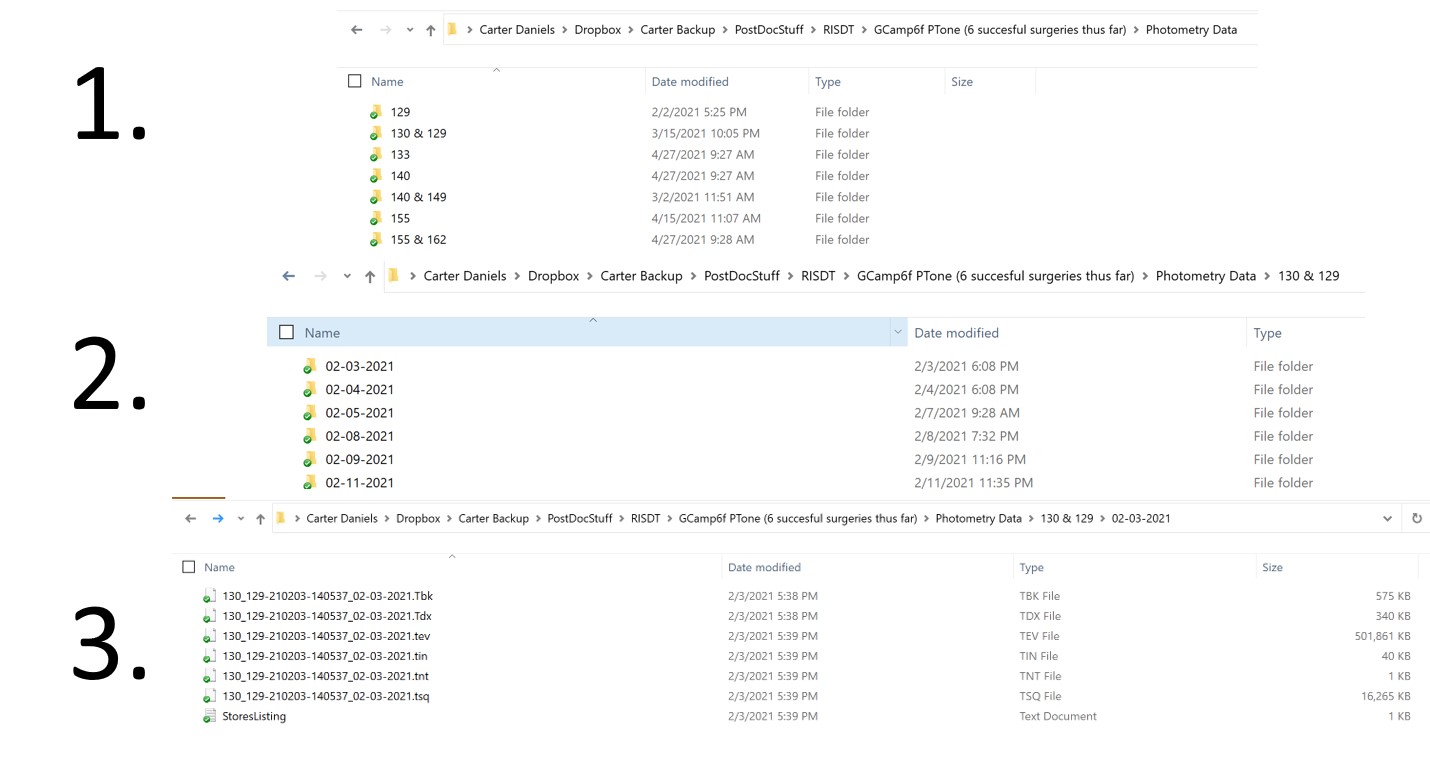 1.
Carter Daniels > Dropbox > Carter Backup > PostDocStuff > RISDT > GCamp6f PTone (6 succesful surgeries thus far) > Photometry Data
Name Date modified Type Size
129 2/2/2021 5:25 PM File folder
130 & 129 3/15/2021 10:05 PM File folder
133 4/27/2021 9:27 AM File folder
140 4/27/2021 9:27 AM File folder
140 & 149 3/2/2021 11:51 AM File folder
155 4/15/2021 11:07 AM File folder
155 & 162 4/27/2021 9:28 AM File folder
2.
Carter Daniels > Dropbox > Carter Backup > PostDocStuff > RISDT > GCamp6f PTone (6 succesful surgeries thus far) > Photometry Data > 130 & 129
Name Date modified Type
02-03-2021 2/3/2021 6:08 PM File folder
02-04-2021 2/4/2021 6:08 PM File folder
02-05-2021 2/7/2021 9:28 AM File folder
02-08-2021 2/8/2021 7:32 PM File folder
02-09-2021 2/9/2021 11:16 PM File folder
02-11-2021 2/11/2021 11:35 PM File folder
3.
Carter Daniels > Dropbox > Carter Backup > PostDocStuff > RISDT > GCamp6f PTone (6 succesful surgeries thus far) > Photometry Data > 130 & 129 > 02-03-2021
Name Date modified Type Size
130_129-210203-140537_02-03-2021.Tbk 2/3/2021 5:38 PM TBK File 575 KB
130_129-210203-140537_02-03-2021.Tdx 2/3/2021 5:38 PM TDX File 340 KB
130_129-210203-140537_02-03-2021.tev 2/3/2021 5:39 PM TEV File 501,861 KB
130_129-210203-140537_02-03-2021.tin 2/3/2021 5:39 PM TIN File 40 KB
130_129-210203-140537_02-03-2021.tnt 2/3/2021 5:39 PM TNT File 1 KB
130_129-210203-140537_02-03-2021.tsq 2/3/2021 5:39 PM TSQ File 16,265 KB
StoresListing 2/3/2021 5:39 PM Text Document 1 KB